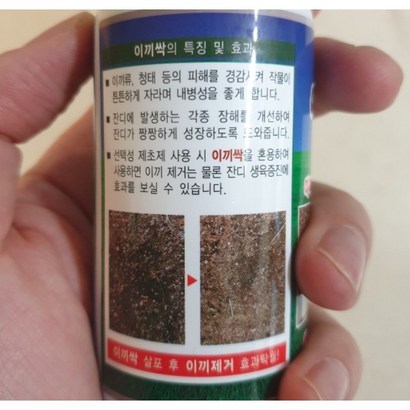 이끼싹의 특징 및 효과
■ 이끼류, 청태 등의 피해를 경감시켜 작물이
튼튼하게 자라며 내병성을 좋게 합니다.
■ 잔디에 발생하는 각종 장해를 개선하여
잔디가 짱짱하게 성장하도록 도와줍니다.
■ 선택성 제초제 사용 시 이끼싹을 혼용하여
사용하면 이끼 제거는 물론 잔디 생육증진에
효과를 보실 수 있습니다.
이끼싹 살포 후 이끼제거 효과탁월!